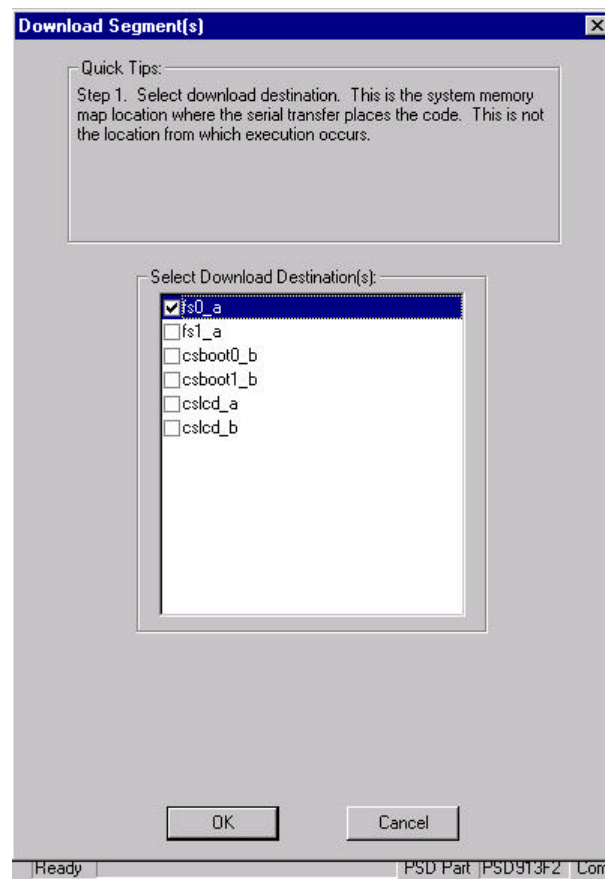 Download Segment(s)
Quick Tips:
Step 1. Select download destination. This is the system memory
map location where the serial transfer places the code. This is not
the location from which execution occurs.
Select Download Destination(s):
fs0_a
fs1_a
csboot0_b
csboot1_b
cslcd_a
cslcd_b
OK Cancel
Ready PSD Part PSD913F2 Com